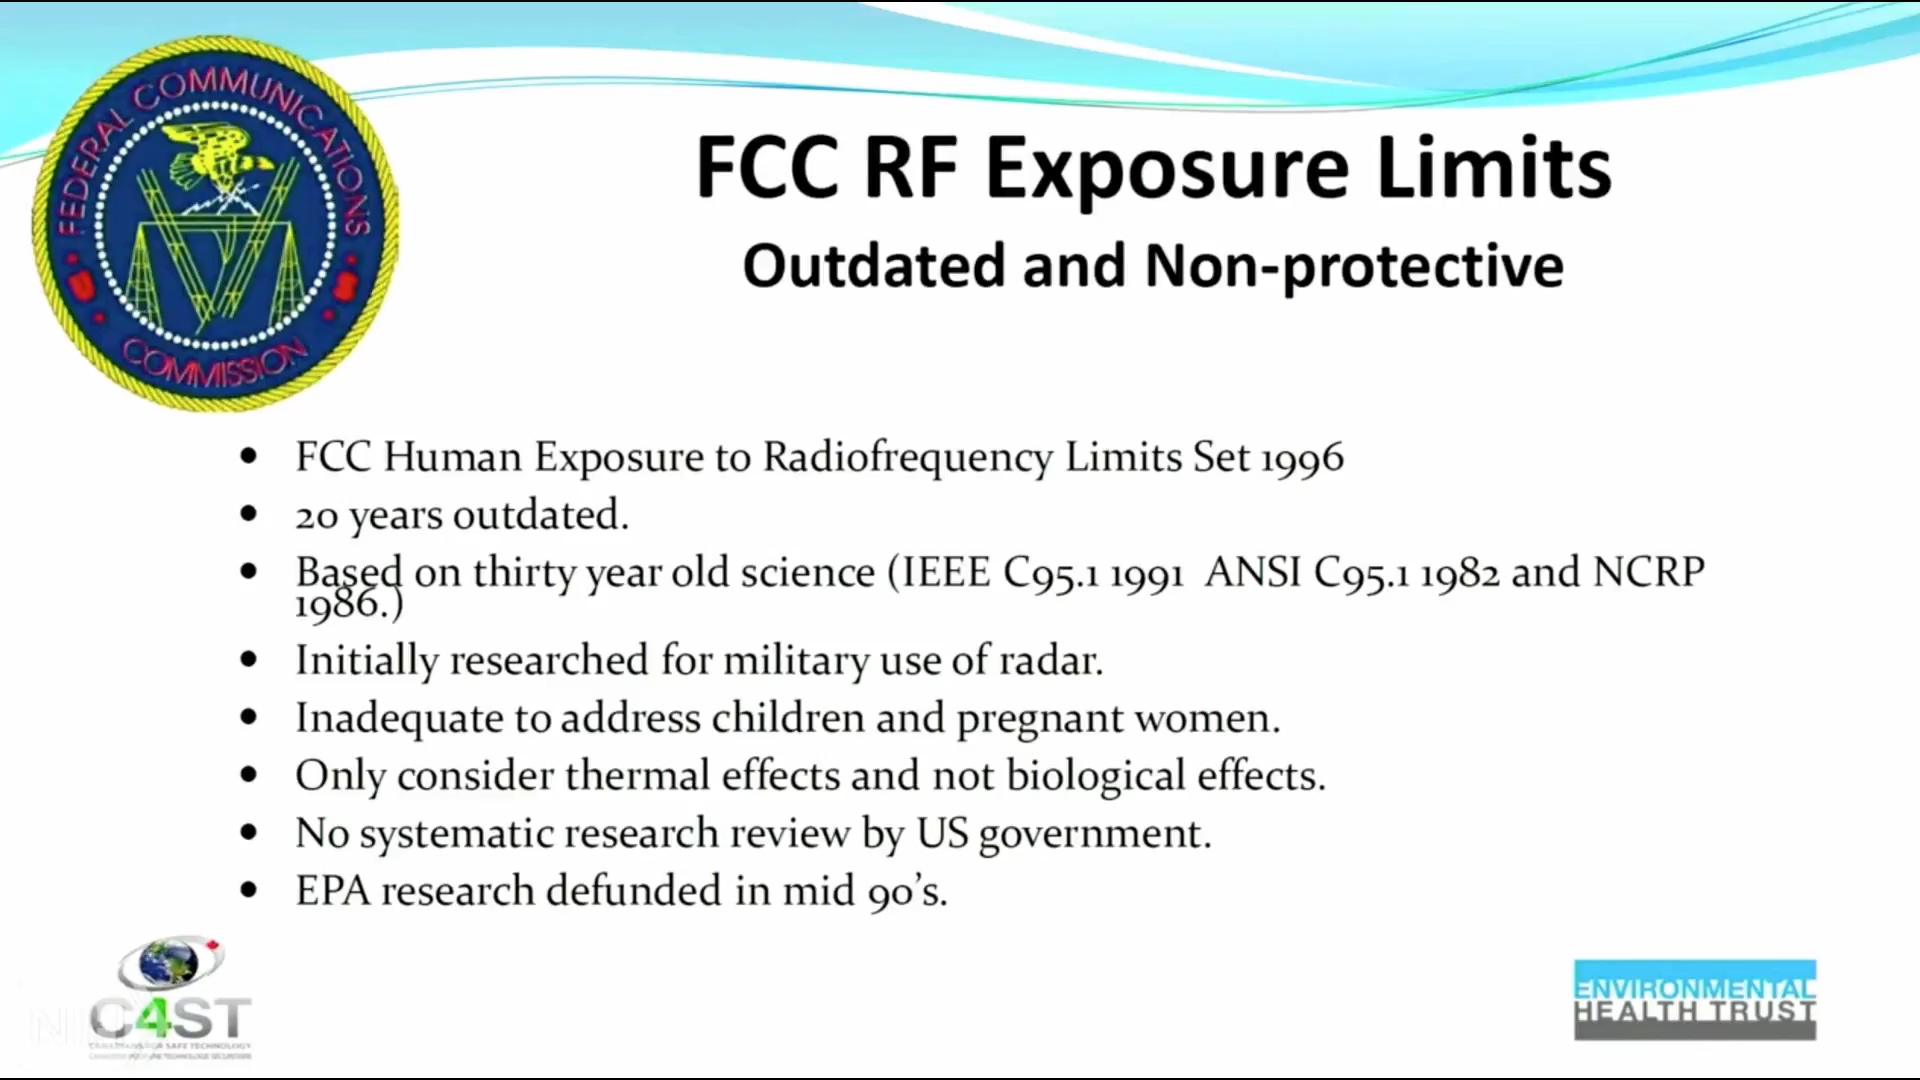 FEDERAL COMMUNICATIONS
COMMISSION
FCC RF Exposure Limits
Outdated and Non-protective
• FCC Human Exposure to Radiofrequency Limits Set 1996
• 20 years outdated.
• Based on thirty year old science (IEEE C95.1 1991 ANSI C95.1 1982 and NCRP
1986.)
• Initially researched for military use of radar.
• Inadequate to address children and pregnant women.
• Only consider thermal effects and not biological effects.
• No systematic research review by US government.
• EPA research defunded in mid 90’s.
C4ST
CANADIANS FOR SAFE TECHNOLOGY
ENVIRONMENTAL
HEALTH TRUST